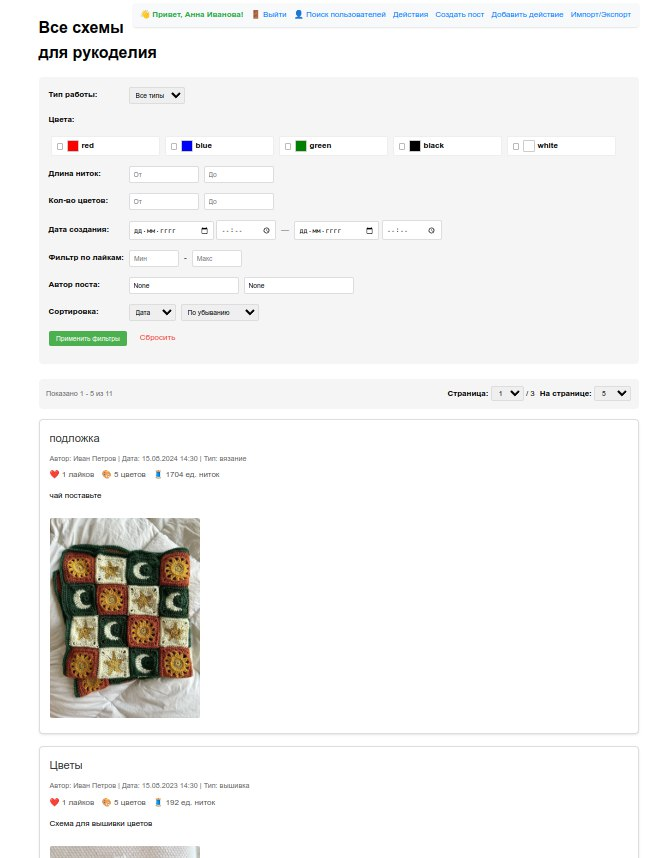 👋 Привет, Анна Иванова! 🚪 Выйти 👤 Поиск пользователей Действия Создать пост Добавить действие Импорт/Экспорт
Все схемы
для рукоделия
Тип работы: Все типы
Цвета:
red blue green black white
Длина ниток: От До
Кол-во цветов: От До
Дата создания: дд.мм.гггг --:-- — дд.мм.гггг --:--
Фильтр по лайкам: Мин - Макс
Автор поста: None None
Сортировка: Дата По убыванию
Применить фильтры Сбросить
Показано 1 - 5 из 11 Страница: 1 / 3 На странице: 5
подложка
Автор: Иван Петров | Дата: 15.08.2024 14:30 | Тип: вязание
❤️ 1 лайков 🎨 5 цветов 🧵 1704 ед. ниток
чай поставьте
Цветы
Автор: Иван Петров | Дата: 15.08.2023 14:30 | Тип: вышивка
❤️ 1 лайков 🎨 5 цветов 🧵 192 ед. ниток
Схема для вышивки цветов